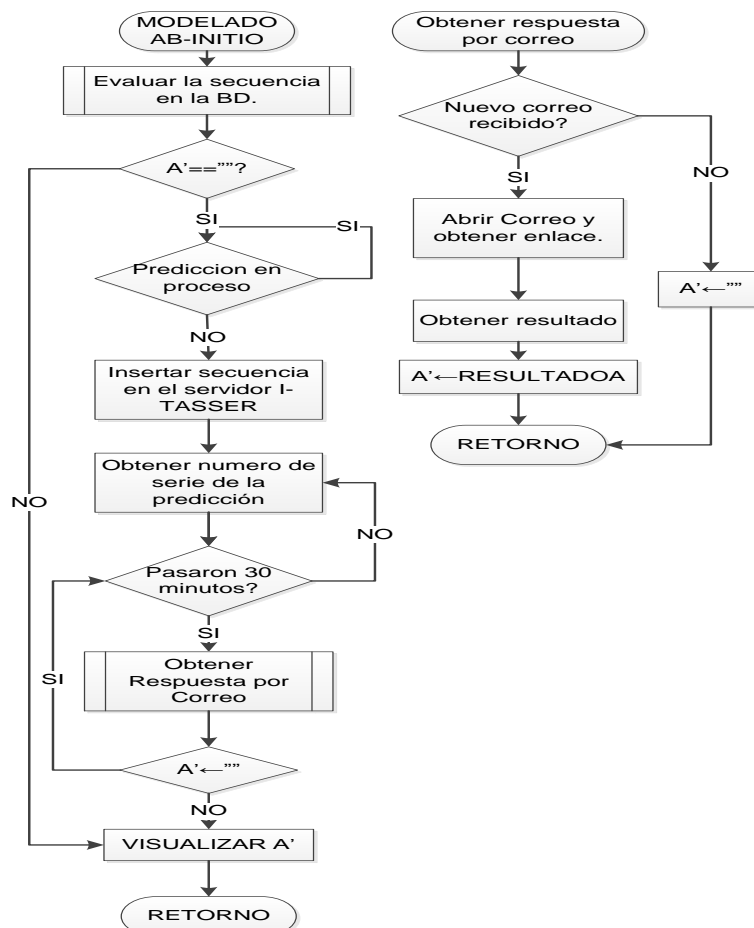 MODELADO
AB-INITIO
Evaluar la secuencia
en la BD.
A’==””?
SI
SI
Prediccion en
proceso
NO
Insertar secuencia
en el servidor I-
TASSER
Obtener numero de
serie de la
predicción
NO
NO
Pasaron 30
minutos?
SI
SI
Obtener
Respuesta por
Correo
A’←””
NO
VISUALIZAR A’
RETORNO
Obtener respuesta
por correo
Nuevo correo
recibido?
SI
NO
Abrir Correo y
obtener enlace.
A’←””
Obtener resultado
A’←RESULTADOA
RETORNO